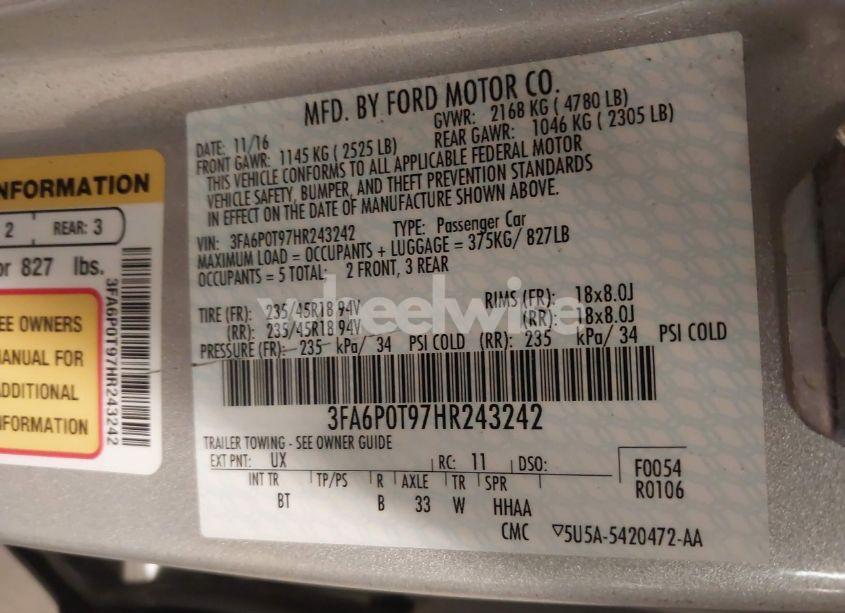 MFD. BY FORD MOTOR CO.
DATE: 11/16 GVWR: 2168 KG ( 4780 LB)
FRONT GAWR: 1145 KG ( 2525 LB) REAR GAWR: 1046 KG ( 2305 LB)
THIS VEHICLE CONFORMS TO ALL APPLICABLE FEDERAL MOTOR
VEHICLE SAFETY, BUMPER, AND THEFT PREVENTION STANDARDS
IN EFFECT ON THE DATE OF MANUFACTURE SHOWN ABOVE.
VIN: 3FA6P0T97HR243242 TYPE: Passenger Car
MAXIMUM LOAD = OCCUPANTS + LUGGAGE = 375KG/ 827LB
OCCUPANTS = 5 TOTAL: 2 FRONT, 3 REAR
TIRE (FR): 235/45R18 94V RIMS (FR): 18x8.0J
(RR): 235/45R18 94V (RR): 18x8.0J
PRESSURE (FR): 235 kPa/ 34 PSI COLD (RR): 235 kPa/ 34 PSI COLD
3FA6P0T97HR243242
TRAILER TOWING - SEE OWNER GUIDE
EXT PNT: UX RC: 11 DSO: F0054
R0106
INT TR TP/PS R AXLE TR SPR
BT B 33 W HHAA
CMC ▽5U5A-5420472-AA
NFORMATION
2 REAR: 3
or 827 lbs.
EE OWNERS
MANUAL FOR
ADDITIONAL
NFORMATION
3FA6P0T97HR243242
wheelwire